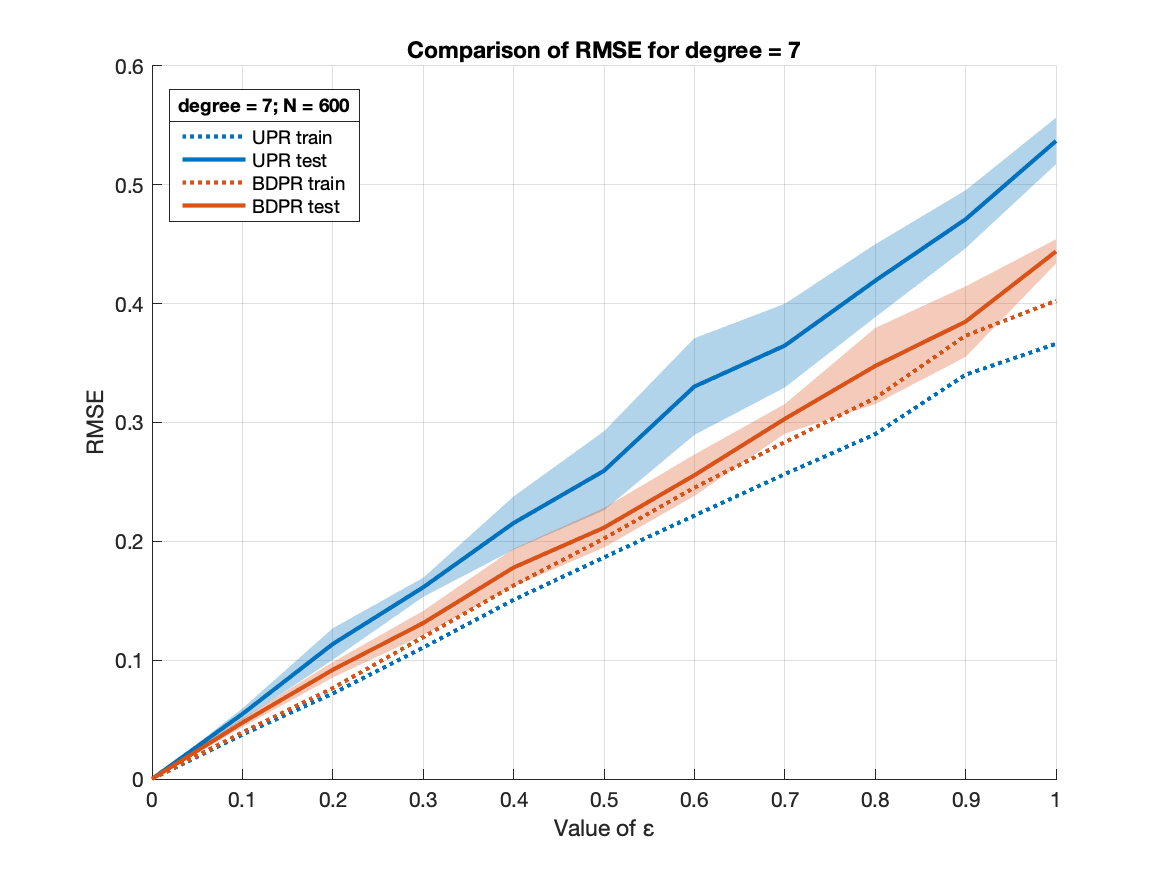 Comparison of RMSE for degree = 7
degree = 7; N = 600
UPR train
UPR test
BDPR train
BDPR test
RMSE
0.6
0.5
0.4
0.3
0.2
0.1
0
0 0.1 0.2 0.3 0.4 0.5 0.6 0.7 0.8 0.9 1
Value of ε